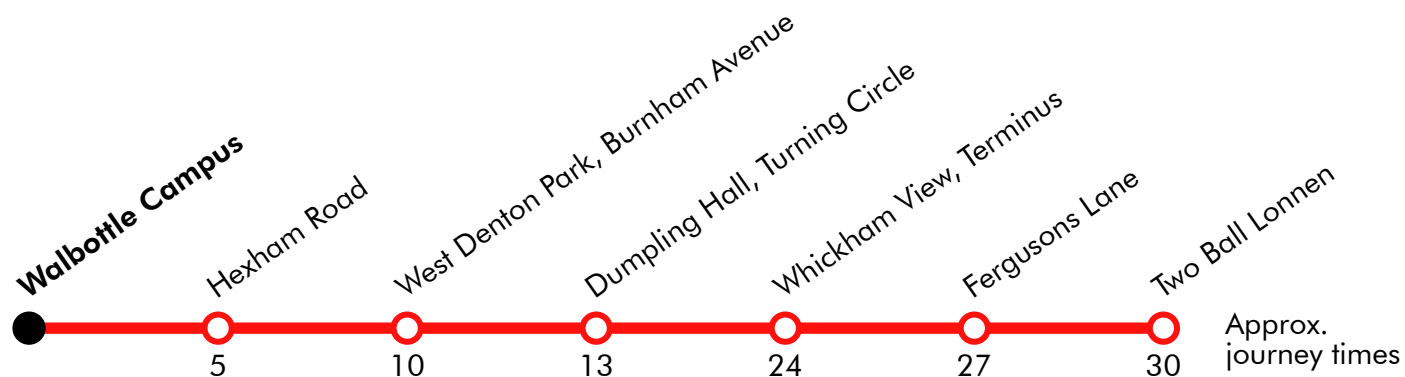 Walbottle Campus
Hexham Road
West Denton Park, Burnham Avenue
Dumpling Hall, Turning Circle
Whickham View, Terminus
Fergusons Lane
Two Ball Lonnen
5
10
13
24
27
30
Approx.
journey times